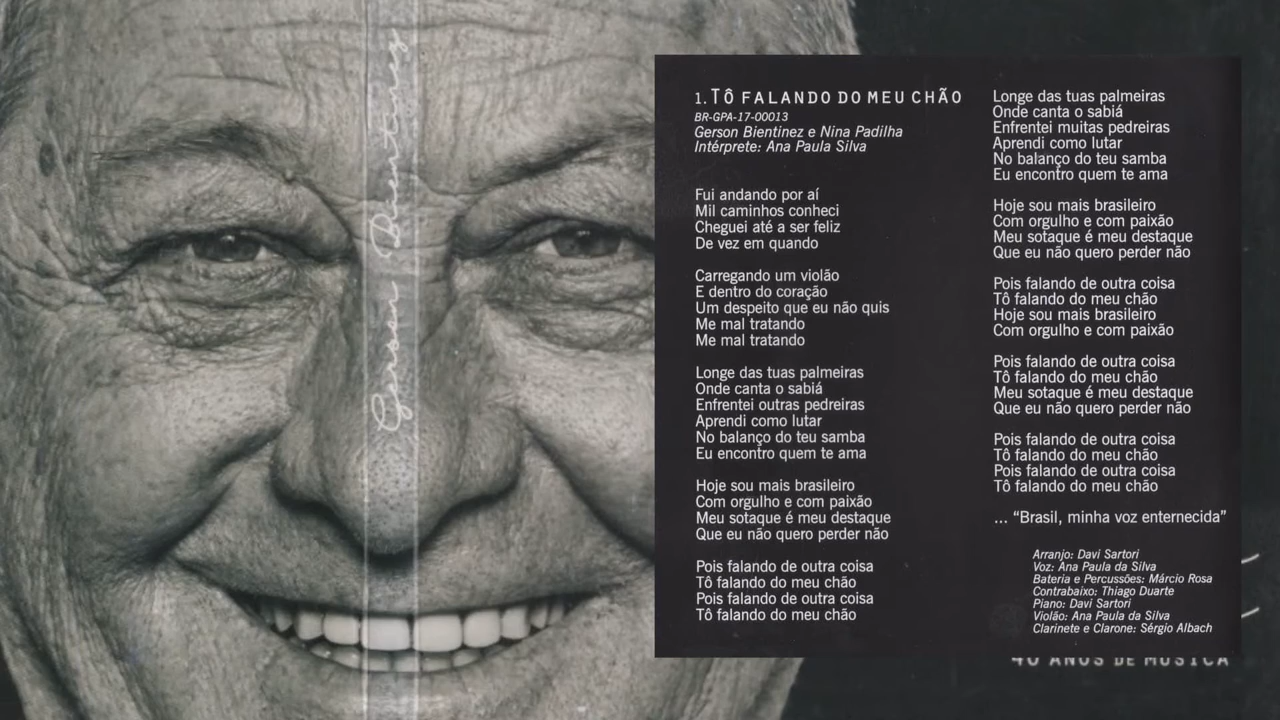 Gerson Bientinez
1. TÔ FALANDO DO MEU CHÃO
BR-GPA-17-00013
Gerson Bientinez e Nina Padilha
Intérprete: Ana Paula Silva
Fui andando por aí
Mil caminhos conheci
Cheguei até a ser feliz
De vez em quando
Carregando um violão
E dentro do coração
Um despeito que eu não quis
Me mal tratando
Me mal tratando
Longe das tuas palmeiras
Onde canta o sabiá
Enfrentei outras pedreiras
Aprendi como lutar
No balanço do teu samba
Eu encontro quem te ama
Hoje sou mais brasileiro
Com orgulho e com paixão
Meu sotaque é meu destaque
Que eu não quero perder não
Pois falando de outra coisa
Tô falando do meu chão
Pois falando de outra coisa
Tô falando do meu chão
Longe das tuas palmeiras
Onde canta o sabiá
Enfrentei muitas pedreiras
Aprendi como lutar
No balanço do teu samba
Eu encontro quem te ama
Hoje sou mais brasileiro
Com orgulho e com paixão
Meu sotaque é meu destaque
Que eu não quero perder não
Pois falando de outra coisa
Tô falando do meu chão
Hoje sou mais brasileiro
Com orgulho e com paixão
Pois falando de outra coisa
Tô falando do meu chão
Meu sotaque é meu destaque
Que eu não quero perder não
Pois falando de outra coisa
Tô falando do meu chão
Pois falando de outra coisa
Tô falando do meu chão
... “Brasil, minha voz enternecida”
Arranjo: Davi Sartori
Voz: Ana Paula da Silva
Bateria e Percussões: Márcio Rosa
Contrabaixo: Thiago Duarte
Piano: Davi Sartori
Violão: Ana Paula da Silva
Clarinete e Clarone: Sérgio Albach
40 ANOS DE MÚSICA